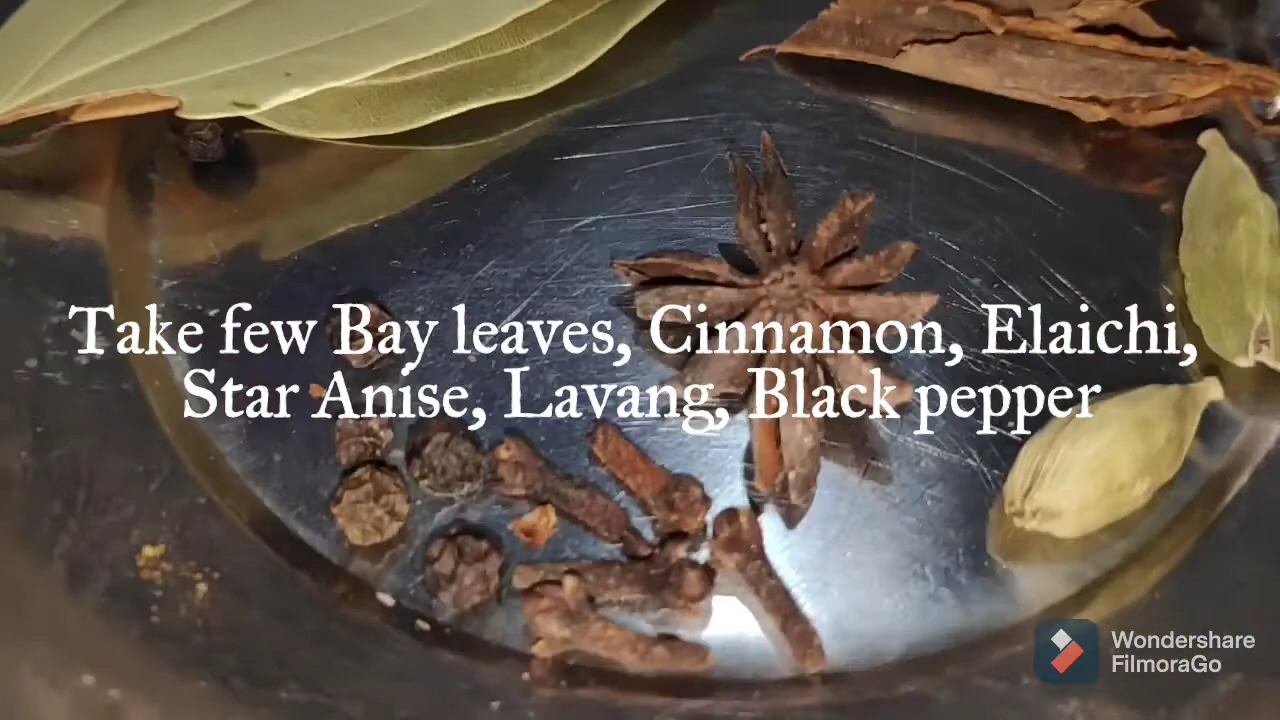 Take few Bay leaves, Cinnamon, Elaichi,
Star Anise, Lavang, Black pepper
Wondershare
FilmoraGo